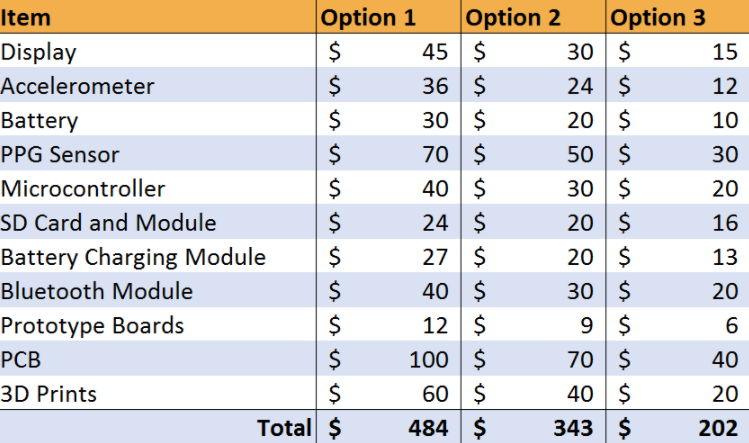 Item Option 1 Option 2 Option 3
Display $ 45 $ 30 $ 15
Accelerometer $ 36 $ 24 $ 12
Battery $ 30 $ 20 $ 10
PPG Sensor $ 70 $ 50 $ 30
Microcontroller $ 40 $ 30 $ 20
SD Card and Module $ 24 $ 20 $ 16
Battery Charging Module $ 27 $ 20 $ 13
Bluetooth Module $ 40 $ 30 $ 20
Prototype Boards $ 12 $ 9 $ 6
PCB $ 100 $ 70 $ 40
3D Prints $ 60 $ 40 $ 20
Total $ 484 $ 343 $ 202